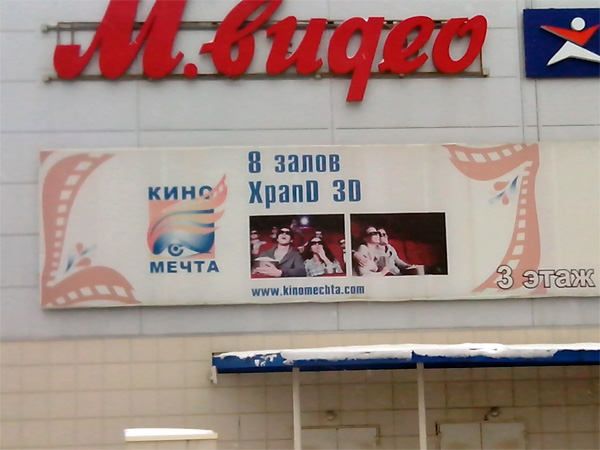 М.видео
КИНО
МЕЧТА
8 залов
XpanD 3D
www.kinomechta.com
3 этаж